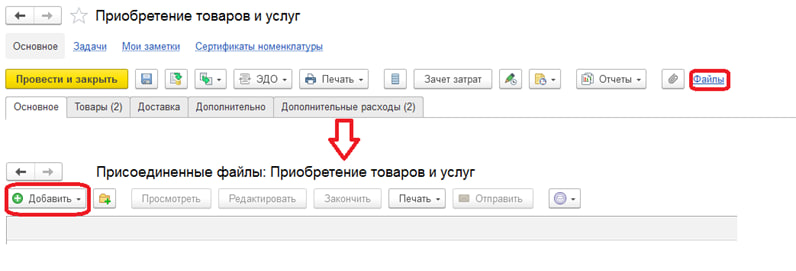 Приобретение товаров и услуг
Основное Задачи Мои заметки Сертификаты номенклатуры
Провести и закрыть ЭДО Печать Зачет затрат Отчеты Файлы
Основное Товары (2) Доставка Дополнительно Дополнительные расходы (2)
Присоединенные файлы: Приобретение товаров и услуг
Добавить Просмотреть Редактировать Закончить Печать Отправить